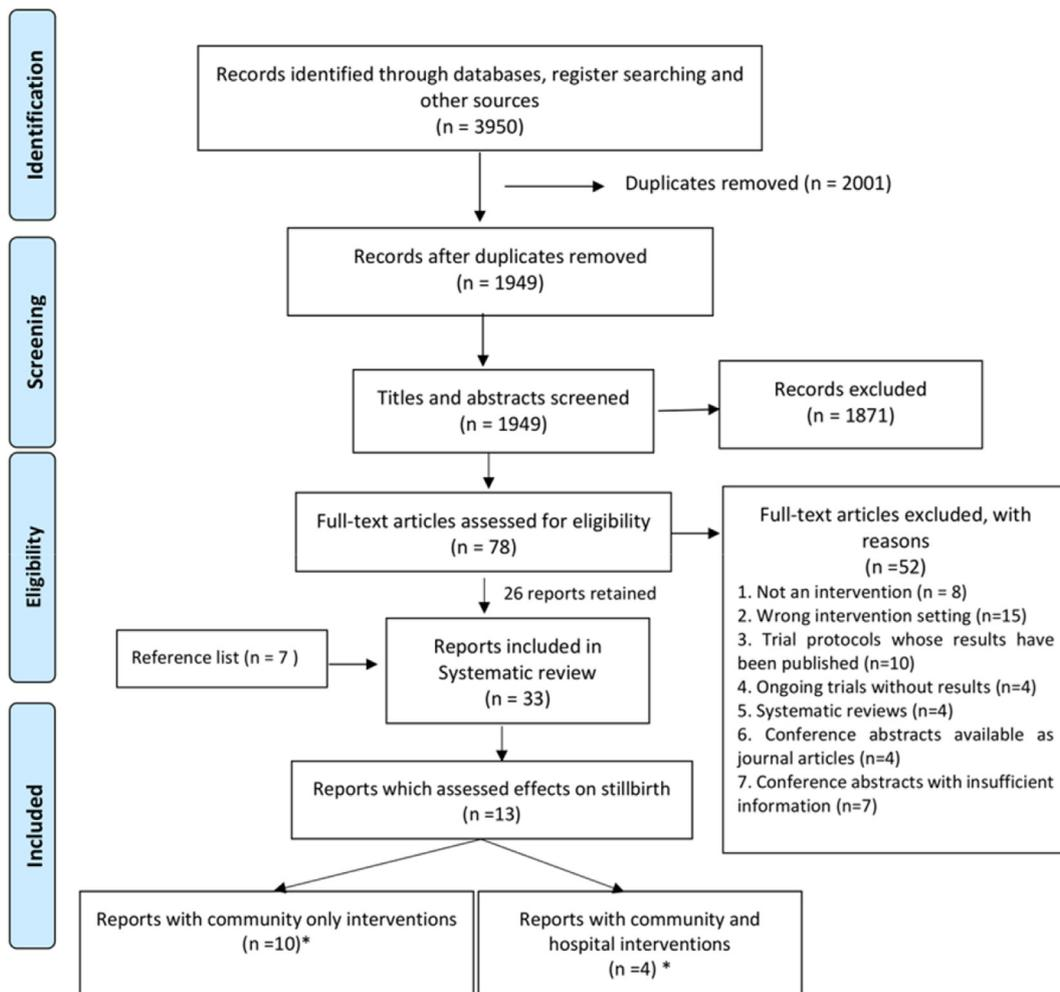 Identification
Records identified through databases, register searching and
other sources
(n = 3950)
Duplicates removed (n = 2001)
Screening
Records after duplicates removed
(n = 1949)
Titles and abstracts screened
(n = 1949)
Records excluded
(n = 1871)
Eligibility
Full-text articles assessed for eligibility
(n = 78)
Full-text articles excluded, with
reasons
(n =52)
1. Not an intervention (n = 8)
2. Wrong intervention setting (n=15)
3. Trial protocols whose results have
been published (n=10)
4. Ongoing trials without results (n=4)
5. Systematic reviews (n=4)
6. Conference abstracts available as
journal articles (n=4)
7. Conference abstracts with insufficient
information (n=7)
26 reports retained
Reference list (n = 7 )
Reports included in
Systematic review
(n = 33)
Included
Reports which assessed effects on stillbirth
(n =13)
Reports with community only interventions
(n =10)*
Reports with community and
hospital interventions
(n =4) *